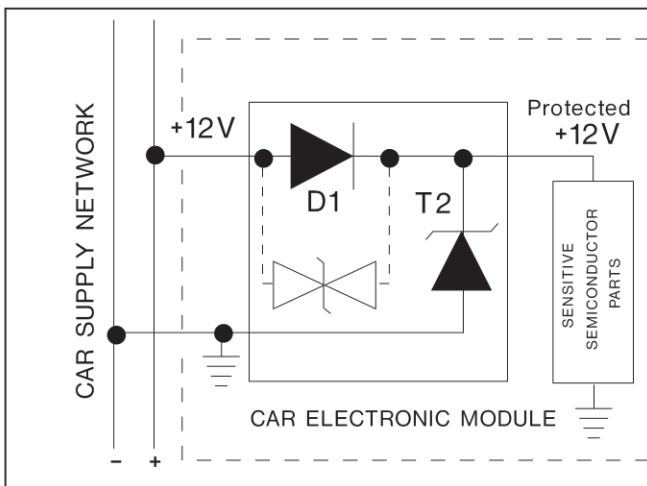 CAR SUPPLY NETWORK
+12V
D1
T2
Protected
+12V
SENSITIVE
SEMICONDUCTOR
PARTS
CAR ELECTRONIC MODULE
- +